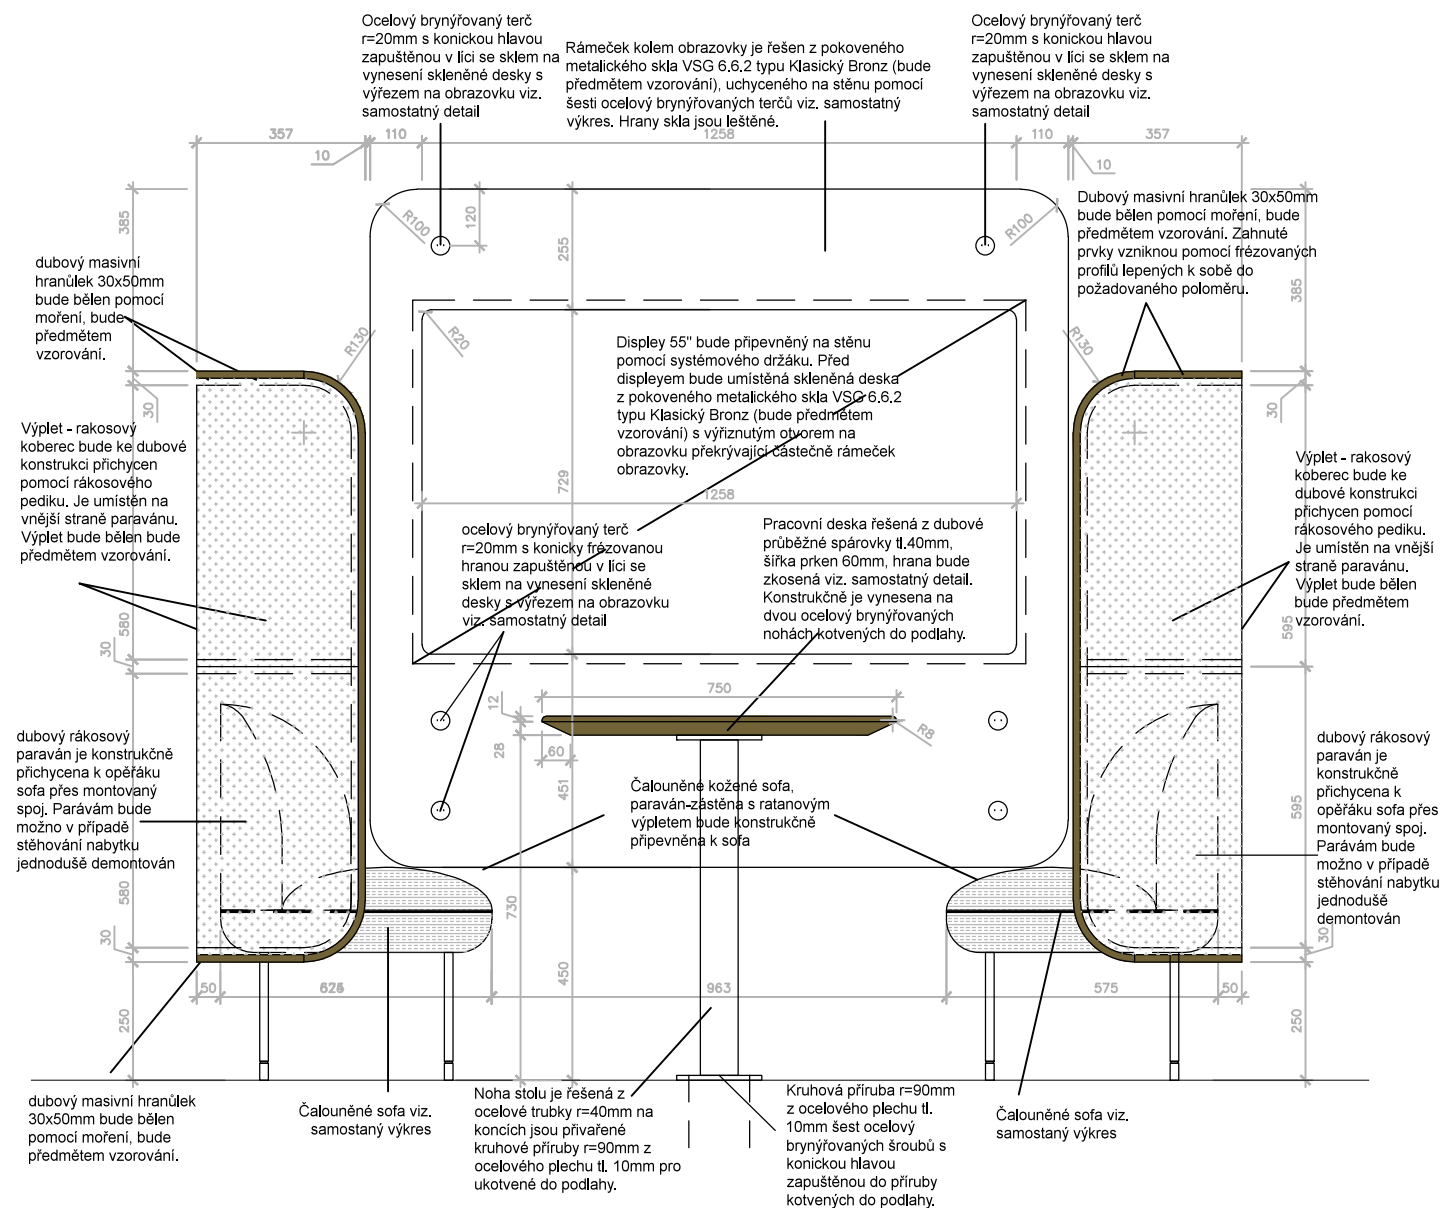 Ocelový brynýřovaný terč
r=20mm s konickou hlavou
zapuštěnou v líci se sklem na
vynesení skleněné desky s
výřezem na obrazovku viz.
samostatný detail
Rámeček kolem obrazovky je řešen z pokoveného
metalického skla VSG 6.6.2 typu Klasický Bronz (bude
předmětem vzorování), uchyceného na stěnu pomocí
šesti ocelový brynýřovaných terčů viz. samostatný
výkres. Hrany skla jsou leštěné.
Ocelový brynýřovaný terč
r=20mm s konickou hlavou
zapuštěnou v líci se sklem na
vynesení skleněné desky s
výřezem na obrazovku viz.
samostatný detail
357
110
1258
110
357
10
10
385
R100
120
255
R100
385
Dubový masivní hranůlek 30x50mm
bude bělen pomocí moření, bude
předmětem vzorování. Zahnuté
prvky vzniknou pomocí frézovaných
profilů lepených k sobě do
požadovaného poloměru.
dubový masivní
hranůlek 30x50mm
bude bělen pomocí
moření, bude
předmětem
vzorování.
R130
R20
R130
30
30
Displey 55" bude připevněný na stěnu
pomocí systémového držáku. Před
displeyem bude umístěná skleněná deska
z pokoveného metalického skla VSG 6.6.2
typu Klasický Bronz (bude předmětem
vzorování) s výřiznutým otvorem na
obrazovku překrývající částečně rámeček
obrazovky.
Výplet - rakosový
koberec bude ke dubové
konstrukci přichycen
pomocí rákosového
pediku. Je umístěn na
vnější straně paravánu.
Výplet bude bělen bude
předmětem vzorování.
Výplet - rakosový
koberec bude ke
dubové konstrukci
přichycen pomocí
rákosového pediku.
Je umístěn na vnější
straně paravánu.
Výplet bude bělen
bude předmětem
vzorování.
729
1258
ocelový brynýřovaný terč
r=20mm s konicky frézovanou
hranou zapuštěnou v líci se
sklem na vynesení skleněné
desky s výřezem na obrazovku
viz. samostatný detail
Pracovní deska řešená z dubové
průběžné spárovky tl.40mm,
šířka prken 60mm, hrana bude
zkosená viz. samostatný detail.
Konstrukčně je vynesena na
dvou ocelový brynýřovaných
nohách kotvených do podlahy.
580
30
595
750
12
28
60
R8
dubový rákosový
paraván je konstrukčně
přichycena k opěřáku
sofa přes montovaný
spoj. Parávám bude
možno v případě
stěhování nabytku
jednodušě demontován
dubový rákosový
paraván je
konstrukčně
přichycena k
opěřáku sofa přes
montovaný spoj.
Parávám bude
možno v případě
stěhování nabytku
jednodušě
demontován
451
Čalouněné kožené sofa,
paraván-zástěna s ratanovým
výpletem bude konstrukčně
připevněna k sofa
595
580
730
30
30
450
50
963
575
50
250
250
dubový masivní hranůlek
30x50mm bude bělen
pomocí moření, bude
předmětem vzorování.
Čalouněné sofa viz.
samostaný výkres
Noha stolu je řešená z
ocelové trubky r=40mm na
koncích jsou přivařené
kruhové příruby r=90mm z
ocelového plechu tl. 10mm pro
ukotvené do podlahy.
Kruhová příruba r=90mm
z ocelového plechu tl.
10mm šest ocelový
brynýřovaných šroubů s
konickou hlavou
zapuštěnou do příruby
kotvených do podlahy.
Čalouněné sofa viz.
samostaný výkres